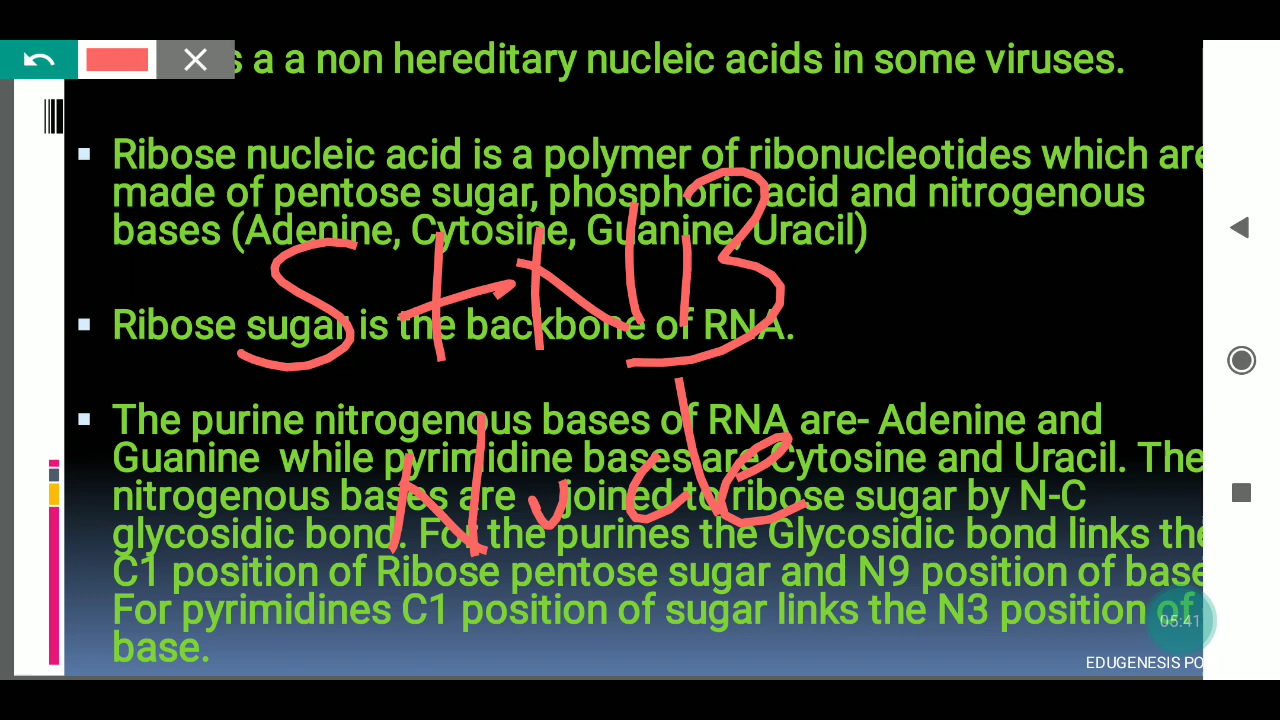 s a a non hereditary nucleic acids in some viruses.
Ribose nucleic acid is a polymer of ribonucleotides which are
made of pentose sugar, phosphoric acid and nitrogenous
bases (Adenine, Cytosine, Guanine, Uracil)
S+NB
Ribose sugar is the backbone of RNA.
The purine nitrogenous bases of RNA are- Adenine and
Guanine while pyrimidine bases are Cytosine and Uracil. The
nitrogenous bases are joined to ribose sugar by N-C
glycosidic bond. For the purines the Glycosidic bond links the
C1 position of Ribose pentose sugar and N9 position of base
For pyrimidines C1 position of sugar links the N3 position of
base.
05:41
EDUGENESIS PO